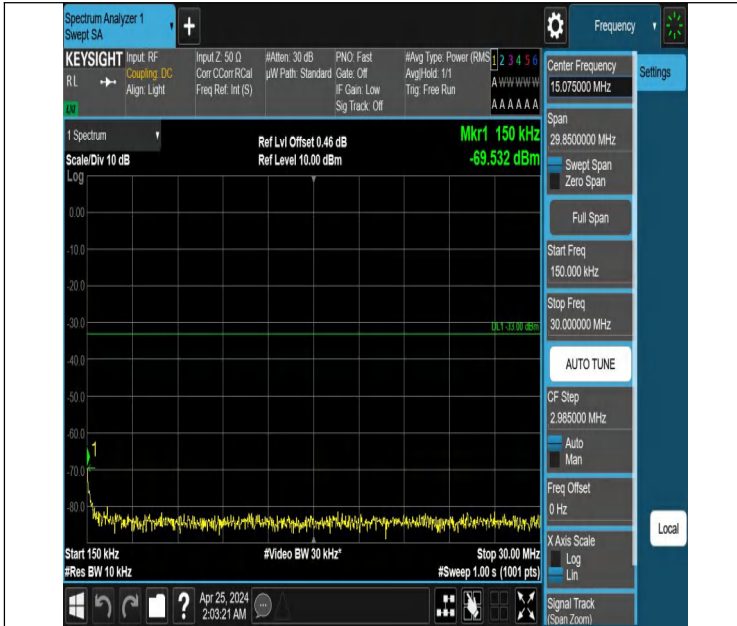 Spectrum Analyzer 1
Swept SA
+
Frequency
KEYSIGHT
RL
Input: RF
Coupling: DC
Align: Light
Input Z: 50 Ω
Corr CCorr RCal
Freq Ref: Int (S)
#Atten: 30 dB
µW Path: Standard
PNO: Fast
Gate: Off
IF Gain: Low
Sig Track: Off
#Avg Type: Power (RMS
Avg|Hold: 1/1
Trig: Free Run
1 2 3 4 5 6
A W W W W W
A A A A A A
1 Spectrum
Scale/Div 10 dB
Ref Lvl Offset 0.46 dB
Ref Level 10.00 dBm
Mkr1 150 kHz
-69.532 dBm
Log
0.00
-10.0
-20.0
-30.0
-40.0
-50.0
-60.0
-70.0
-80.0
DL1 -33.00 dBm
1
Start 150 kHz
#Res BW 10 kHz
#Video BW 30 kHz*
Stop 30.00 MHz
#Sweep 1.00 s (1001 pts)
Center Frequency
15.075000 MHz
Settings
Span
29.8500000 MHz
Swept Span
Zero Span
Full Span
Start Freq
150.000 kHz
Stop Freq
30.000000 MHz
AUTO TUNE
CF Step
2.985000 MHz
Auto
Man
Freq Offset
0 Hz
X Axis Scale
Log
Lin
Local
Signal Track
(Span Zoom)
?
Apr 25, 2024
2:03:21 AM